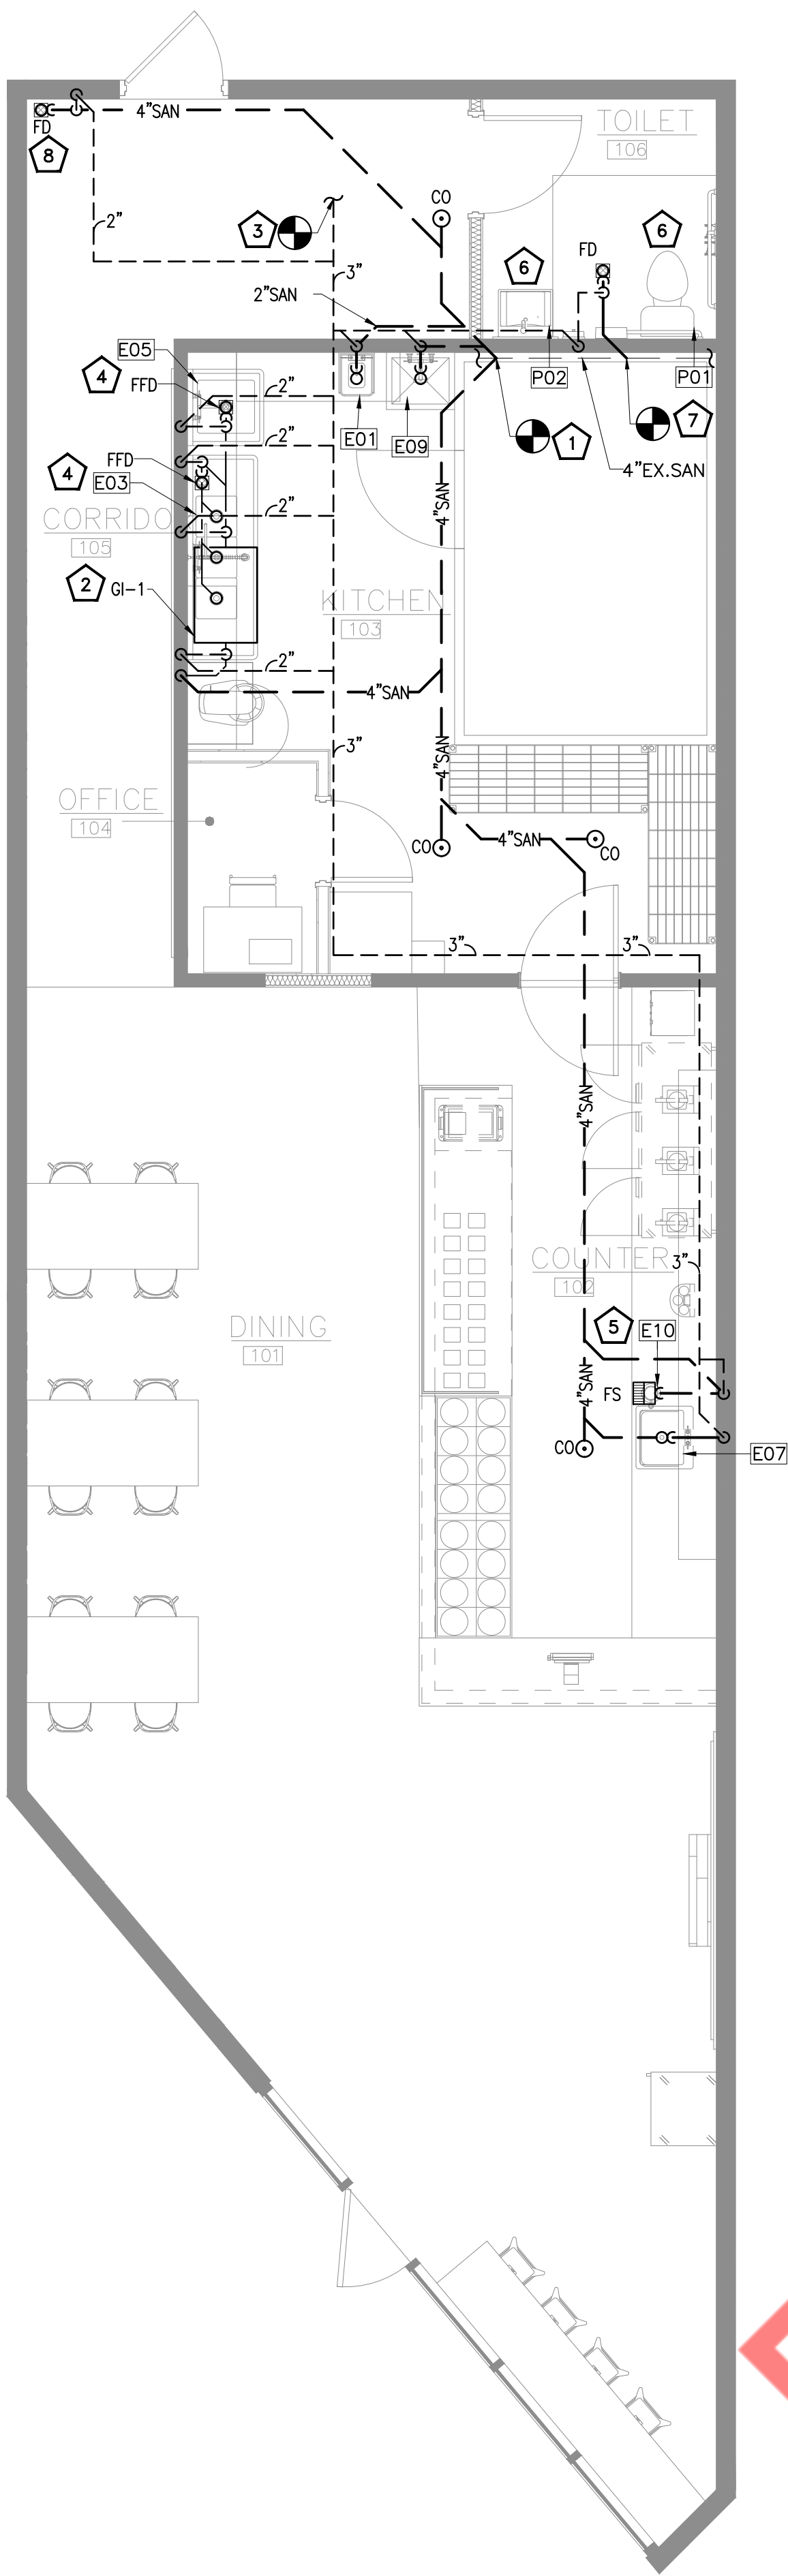 4"SAN
TOILET
106
FD
8
CO
2"
3
6
FD
6
3"
2"SAN
E05
4
FFD
2"
P02
P01
E01
E09
1
7
2"
FFD
4
E03
4"EX.SAN
2"
4"SAN
CORRIDO
105
2
GI-1
KITCHEN
103
2"
4"SAN
3"
4"SAN
OFFICE
104
CO
4"SAN
CO
3"
3"
4"SAN
COUNTER
102
3"
DINING
101
5
E10
4"SAN
FS
CO
E07